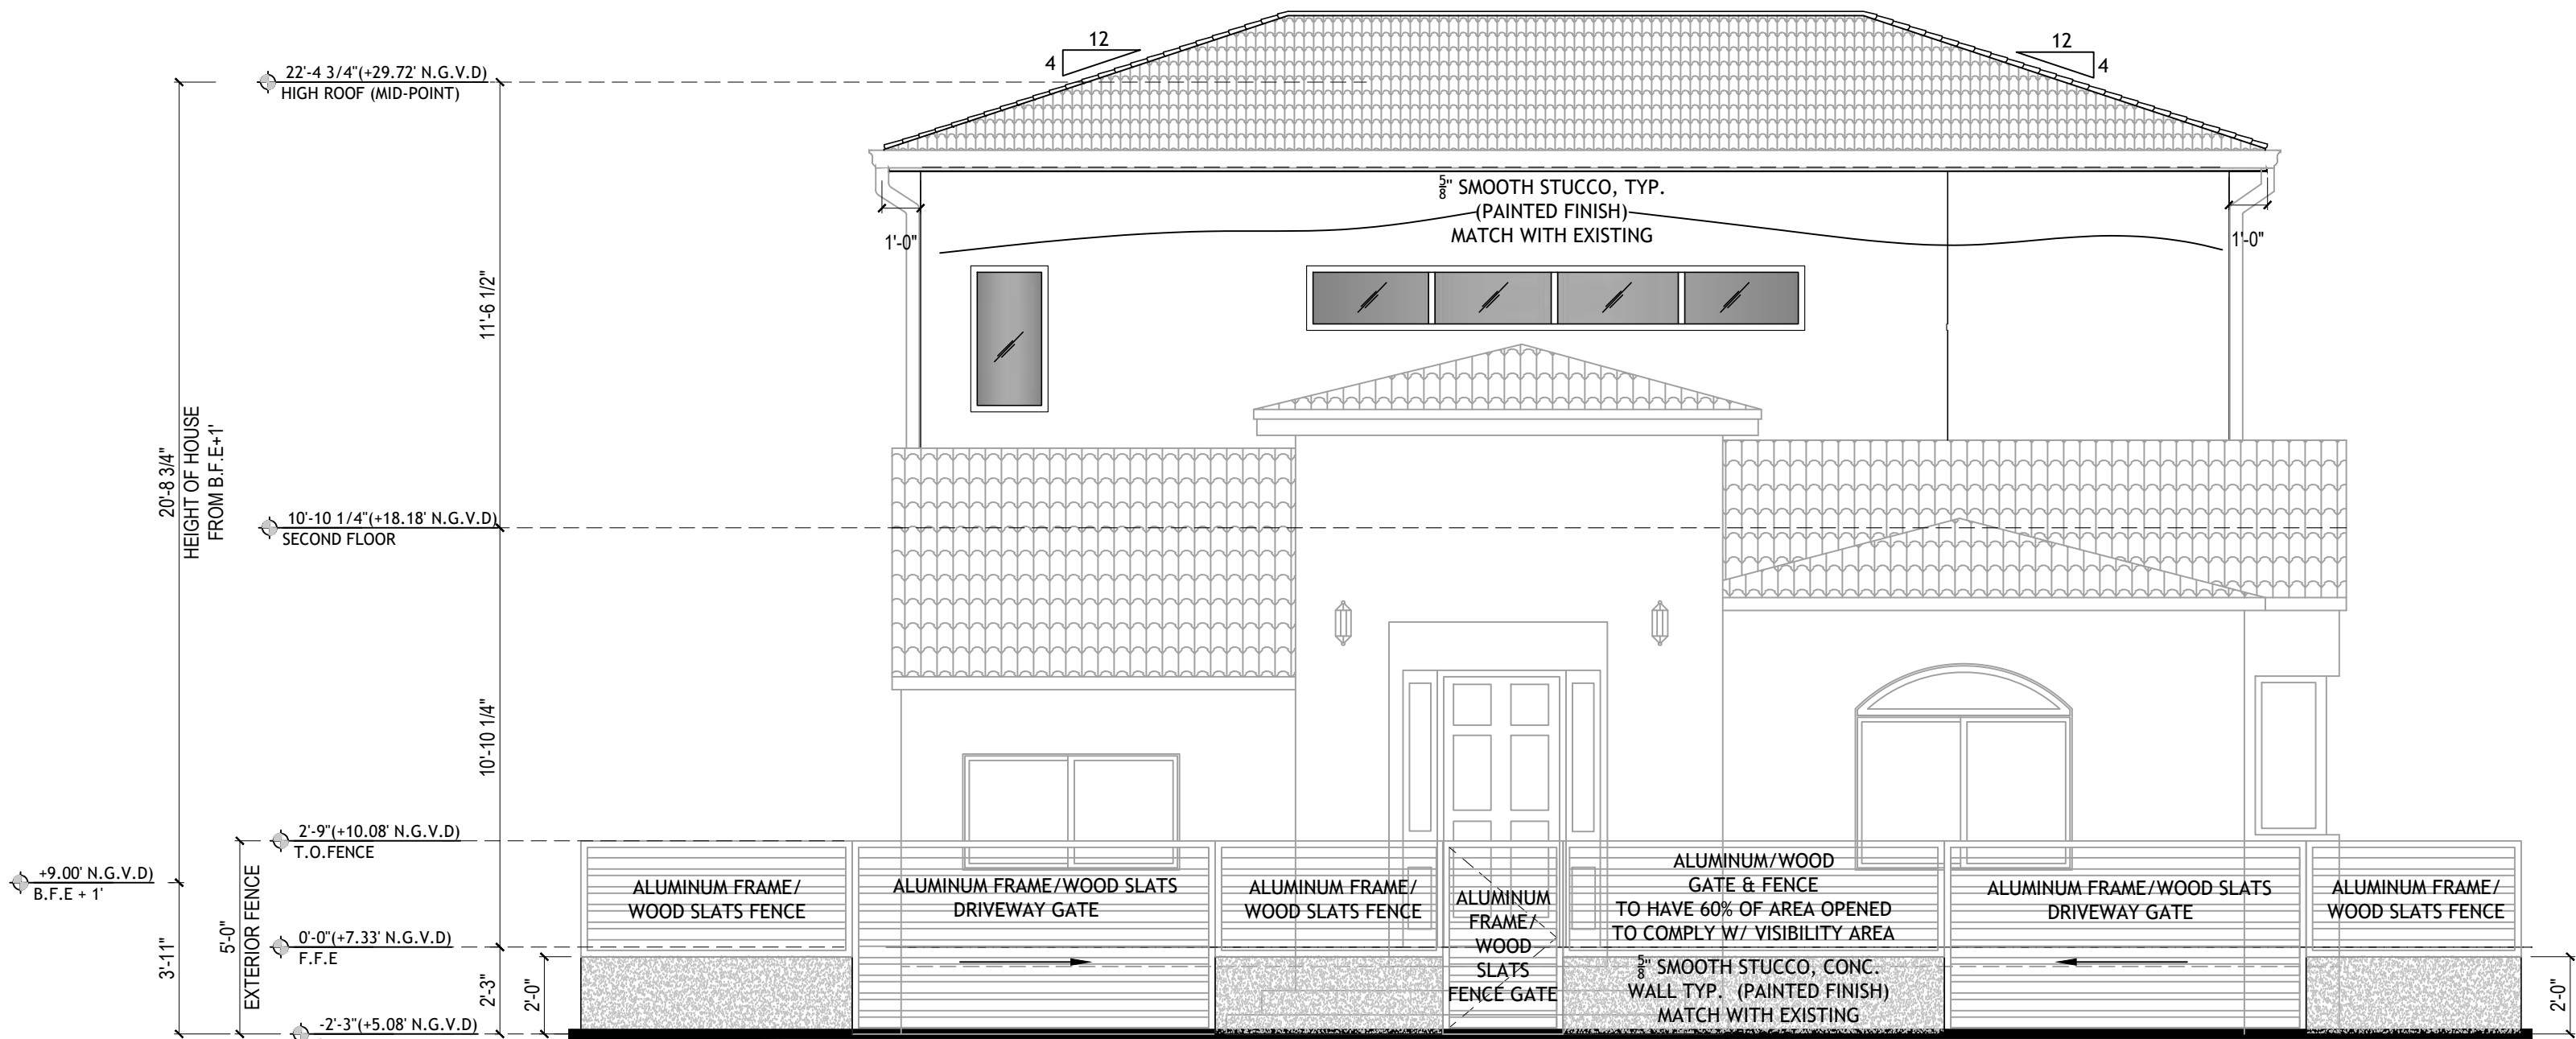 12
4
12
4
22'-4 3/4"(+29.72' N.G.V.D)
HIGH ROOF (MID-POINT)
5/8" SMOOTH STUCCO, TYP.
(PAINTED FINISH)
MATCH WITH EXISTING
1'-0"
1'-0"
11'-6 1/2"
20'-8 3/4"
HEIGHT OF HOUSE
FROM B.F.E+1'
10'-10 1/4"(+18.18' N.G.V.D)
SECOND FLOOR
10'-10 1/4"
2'-9"(+10.08' N.G.V.D)
T.O.FENCE
+9.00' N.G.V.D)
B.F.E + 1'
3'-11"
5'-0"
EXTERIOR FENCE
0'-0"(+7.33' N.G.V.D)
F.F.E
2'-3"
2'-0"
-2'-3"(+5.08' N.G.V.D)
ALUMINUM FRAME/
WOOD SLATS FENCE
ALUMINUM FRAME/WOOD SLATS
DRIVEWAY GATE
ALUMINUM FRAME/
WOOD SLATS FENCE
ALUMINUM
FRAME/
WOOD
SLATS
FENCE GATE
ALUMINUM/WOOD
GATE & FENCE
TO HAVE 60% OF AREA OPENED
TO COMPLY W/ VISIBILITY AREA
5/8" SMOOTH STUCCO, CONC.
WALL TYP. (PAINTED FINISH)
MATCH WITH EXISTING
ALUMINUM FRAME/WOOD SLATS
DRIVEWAY GATE
ALUMINUM FRAME/
WOOD SLATS FENCE
2'-0"